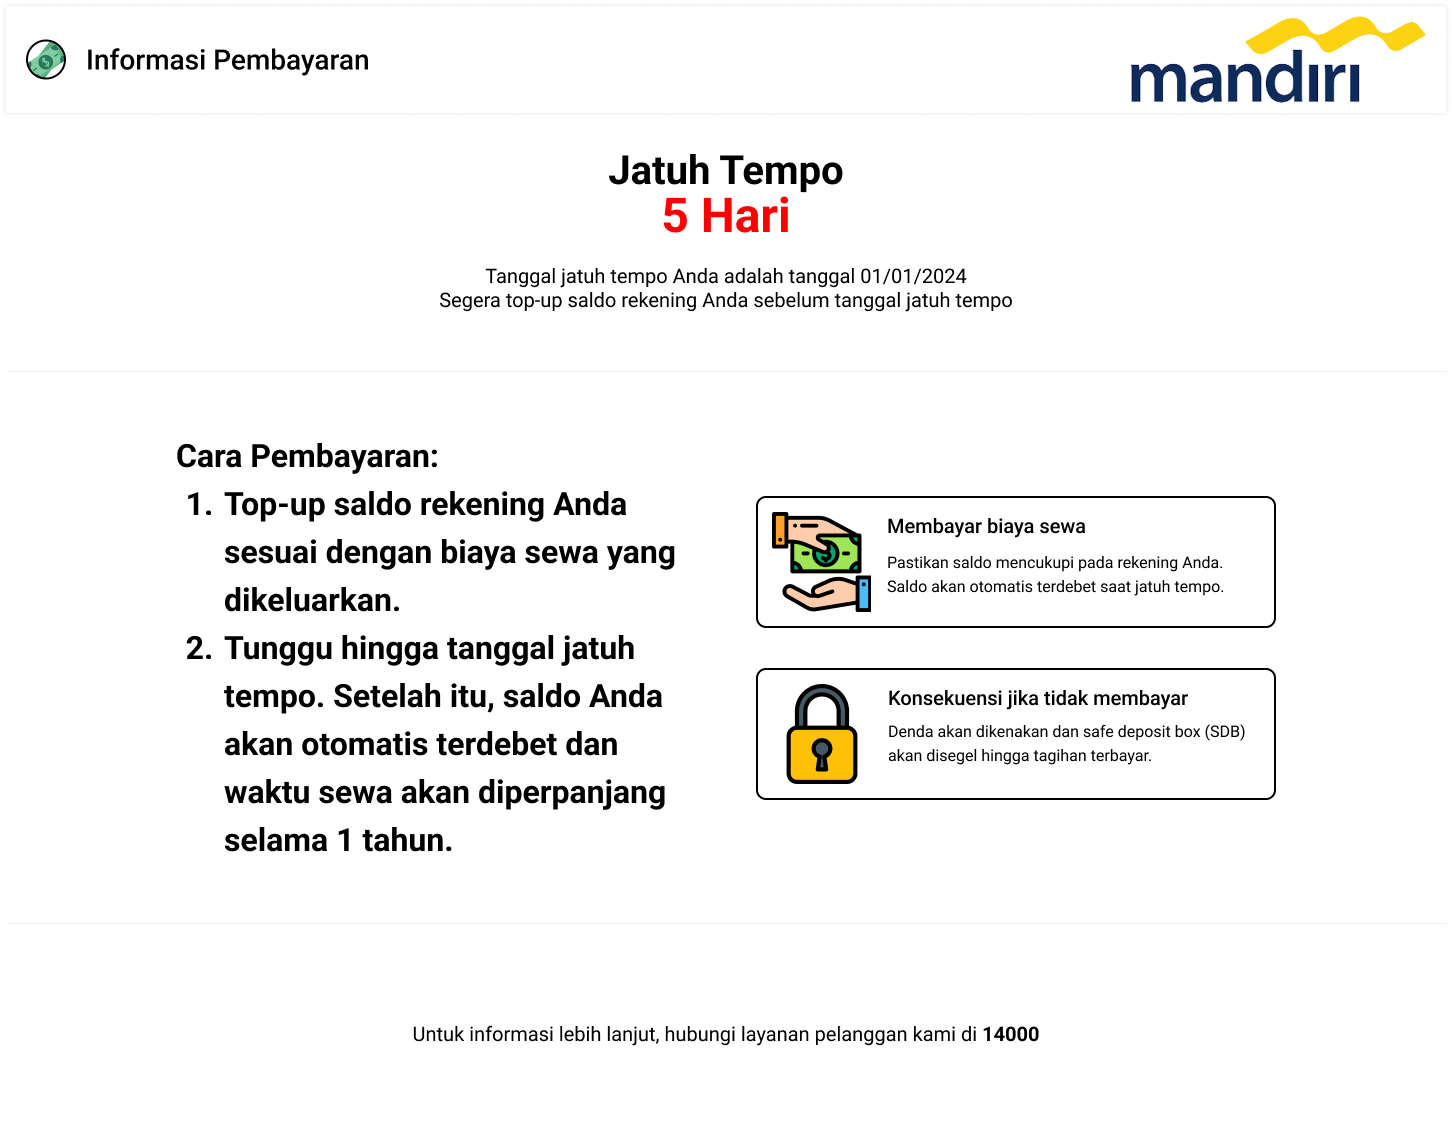 Informasi Pembayaran
mandırı
Jatuh Tempo
5 Hari
Tanggal jatuh tempo Anda adalah tanggal 01/01/2024
Segera top-up saldo rekening Anda sebelum tanggal jatuh tempo
Cara Pembayaran:
1. Top-up saldo rekening Anda
sesuai dengan biaya sewa yang
dikeluarkan.
2. Tunggu hingga tanggal jatuh
tempo. Setelah itu, saldo Anda
akan otomatis terdebet dan
waktu sewa akan diperpanjang
selama 1 tahun.
Membayar biaya sewa
Pastikan saldo mencukupi pada rekening Anda.
Saldo akan otomatis terdebet saat jatuh tempo.
Konsekuensi jika tidak membayar
Denda akan dikenakan dan safe deposit box (SDB)
akan disegel hingga tagihan terbayar.
Untuk informasi lebih lanjut, hubungi layanan pelanggan kami di 14000